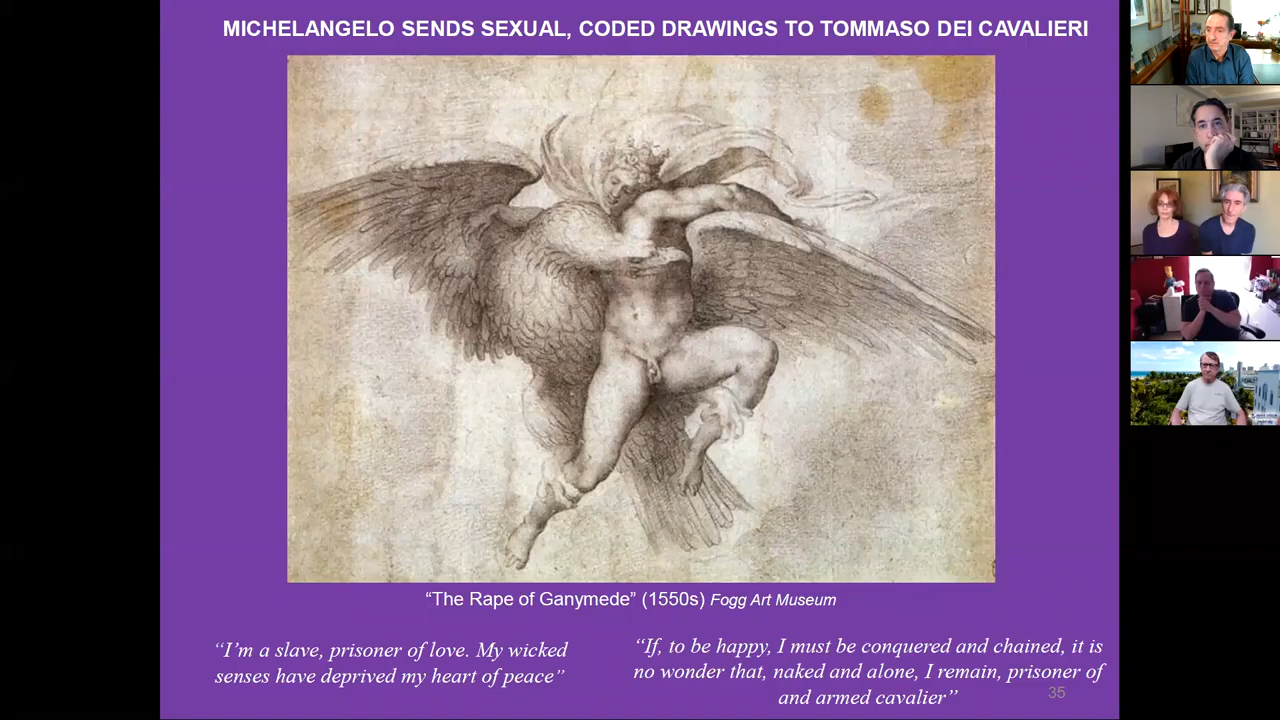 MICHELANGELO SENDS SEXUAL, CODED DRAWINGS TO TOMMASO DEI CAVALIERI
“The Rape of Ganymede” (1550s) Fogg Art Museum
“I’m a slave, prisoner of love. My wicked
senses have deprived my heart of peace”
“If, to be happy, I must be conquered and chained, it is
no wonder that, naked and alone, I remain, prisoner of
and armed cavalier”
35